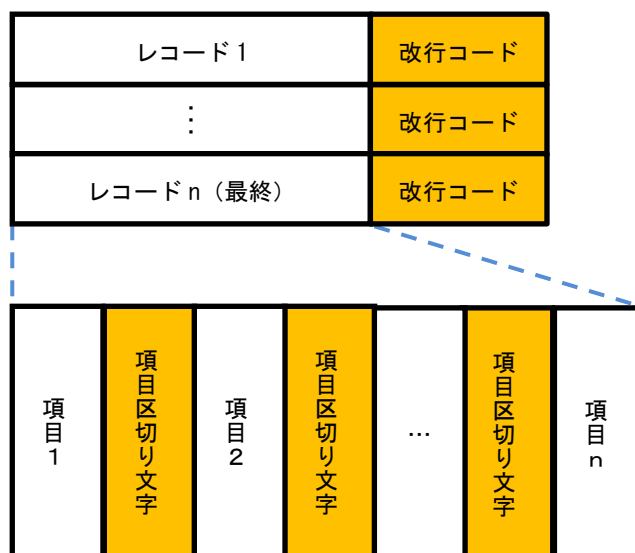 レコード1
改行コード
⋮
改行コード
レコードn（最終）
改行コード
項目1
項目区切り文字
項目2
項目区切り文字
…
項目区切り文字
項目n